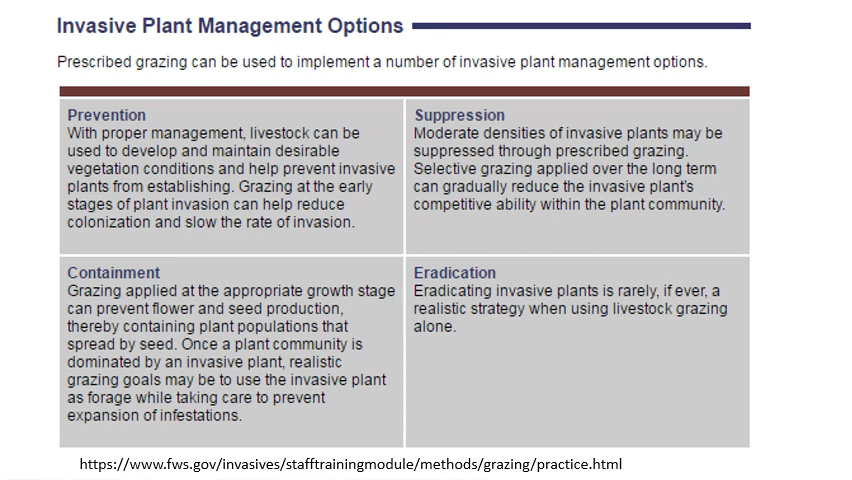 Invasive Plant Management Options
Prescribed grazing can be used to implement a number of invasive plant management options.
Prevention
With proper management, livestock can be
used to develop and maintain desirable
vegetation conditions and help prevent invasive
plants from establishing. Grazing at the early
stages of plant invasion can help reduce
colonization and slow the rate of invasion.
Suppression
Moderate densities of invasive plants may be
suppressed through prescribed grazing.
Selective grazing applied over the long term
can gradually reduce the invasive plant's
competitive ability within the plant community.
Containment
Grazing applied at the appropriate growth stage
can prevent flower and seed production,
thereby containing plant populations that
spread by seed. Once a plant community is
dominated by an invasive plant, realistic
grazing goals may be to use the invasive plant
as forage while taking care to prevent
expansion of infestations.
Eradication
Eradicating invasive plants is rarely, if ever, a
realistic strategy when using livestock grazing
alone.
https://www.fws.gov/invasives/stafftrainingmodule/methods/grazing/practice.html